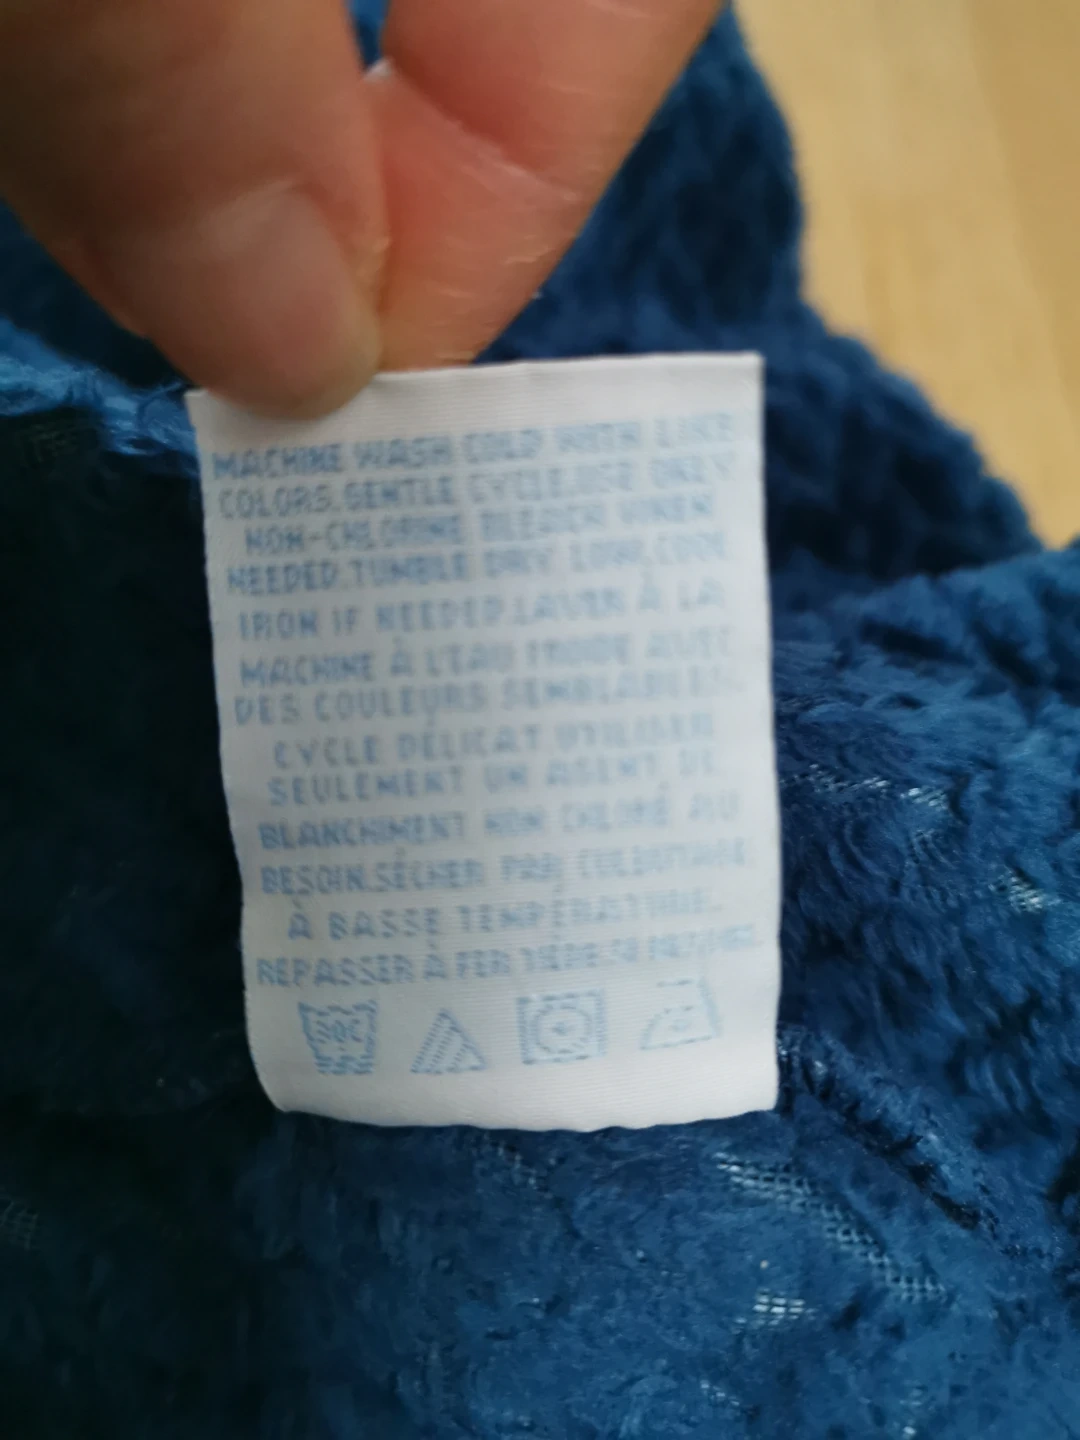 MACHINE WASH COLD WITH LIKE
COLORS.GENTLE CYCLE.USE ONLY
NON-CHLORINE BLEACH WHEN
NEEDED.TUMBLE DRY LOW.COOL
IRON IF NEEDED.LAVER À LA
MACHINE À L'EAU FROIDE AVEC
DES COULEURS SEMBLABLES.
CYCLE DÉLICAT UTILISER
SEULEMENT UN AGENT DE
BLANCHIMENT NON CHLORÉ AU
BESOIN.SÉCHER PAR CULBUTAGE
À BASSE TEMPÉRATURE.
REPASSER À FER TIÈDE SI